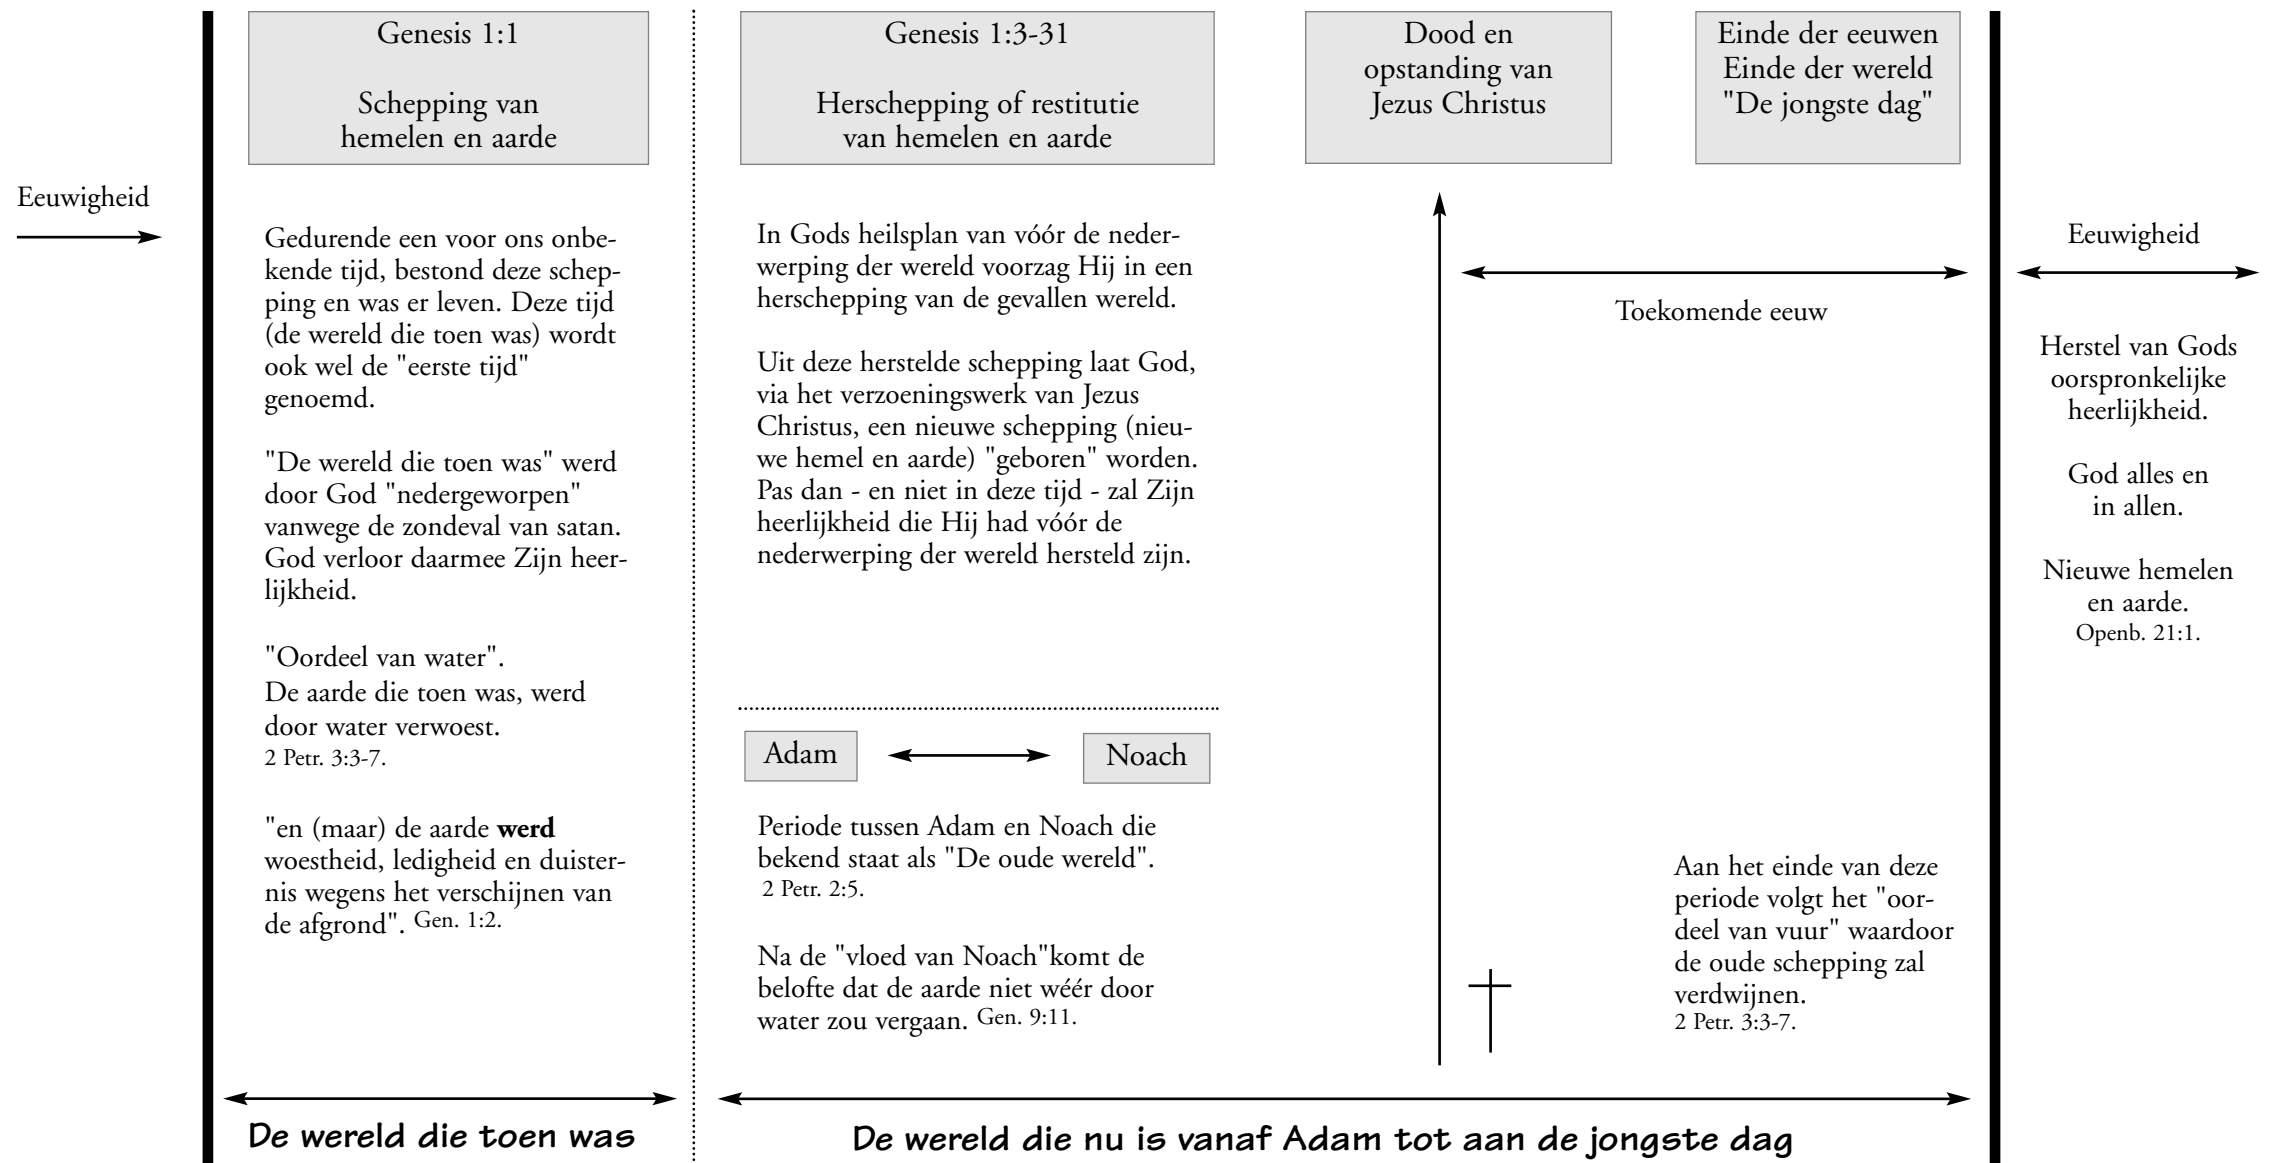 Eeuwigheid
Genesis 1:1
Schepping van
hemelen en aarde
Gedurende een voor ons onbe-
kende tijd, bestond deze schep-
ping en was er leven. Deze tijd
(de wereld die toen was) wordt
ook wel de "eerste tijd"
genoemd.
"De wereld die toen was" werd
door God "nedergeworpen"
vanwege de zondeval van satan.
God verloor daarmee Zijn heer-
lijkheid.
"Oordeel van water".
De aarde die toen was, werd
door water verwoest.
2 Petr. 3:3-7.
"en (maar) de aarde werd
woestheid, ledigheid en duister-
nis wegens het verschijnen van
de afgrond". Gen. 1:2.
De wereld die toen was
Genesis 1:3-31
Herschepping of restitutie
van hemelen en aarde
In Gods heilsplan van vóór de neder-
werping der wereld voorzag Hij in een
herschepping van de gevallen wereld.
Uit deze herstelde schepping laat God,
via het verzoeningswerk van Jezus
Christus, een nieuwe schepping (nieu-
we hemel en aarde) "geboren" worden.
Pas dan - en niet in deze tijd - zal Zijn
heerlijkheid die Hij had vóór de
nederwerping der wereld hersteld zijn.
Adam
Noach
Periode tussen Adam en Noach die
bekend staat als "De oude wereld".
2 Petr. 2:5.
Na de "vloed van Noach"komt de
belofte dat de aarde niet wéér door
water zou vergaan. Gen. 9:11.
Dood en
opstanding van
Jezus Christus
Einde der eeuwen
Einde der wereld
"De jongste dag"
Toekomende eeuw
Aan het einde van deze
periode volgt het "oor-
deel van vuur" waardoor
de oude schepping zal
verdwijnen.
2 Petr. 3:3-7.
De wereld die nu is vanaf Adam tot aan de jongste dag
Eeuwigheid
Herstel van Gods
oorspronkelijke
heerlijkheid.
God alles en
in allen.
Nieuwe hemelen
en aarde.
Openb. 21:1.